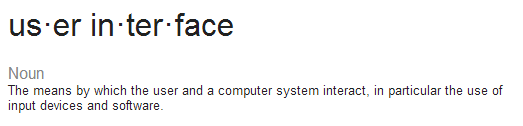 us·er in·ter·face
Noun
The means by which the user and a computer system interact, in particular the use of
input devices and software.